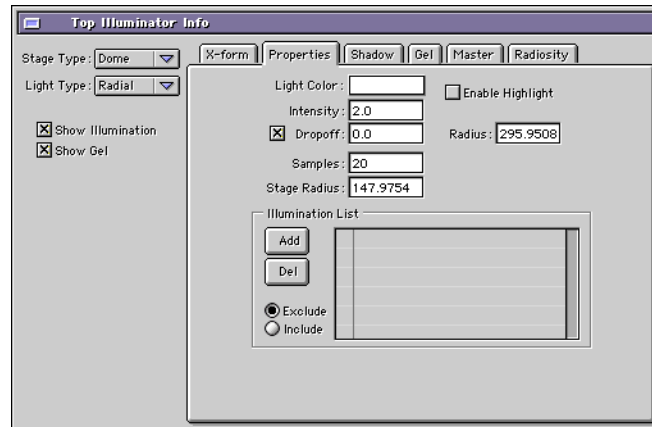 Top Illuminator Info
Stage Type: Dome
Light Type: Radial
Show Illumination
Show Gel
X-form Properties Shadow Gel Master Radiosity
Light Color:
Enable Highlight
Intensity: 2.0
Dropoff: 0.0 Radius: 295.9508
Samples: 20
Stage Radius: 147.9754
Illumination List
Add
Del
Exclude
Include